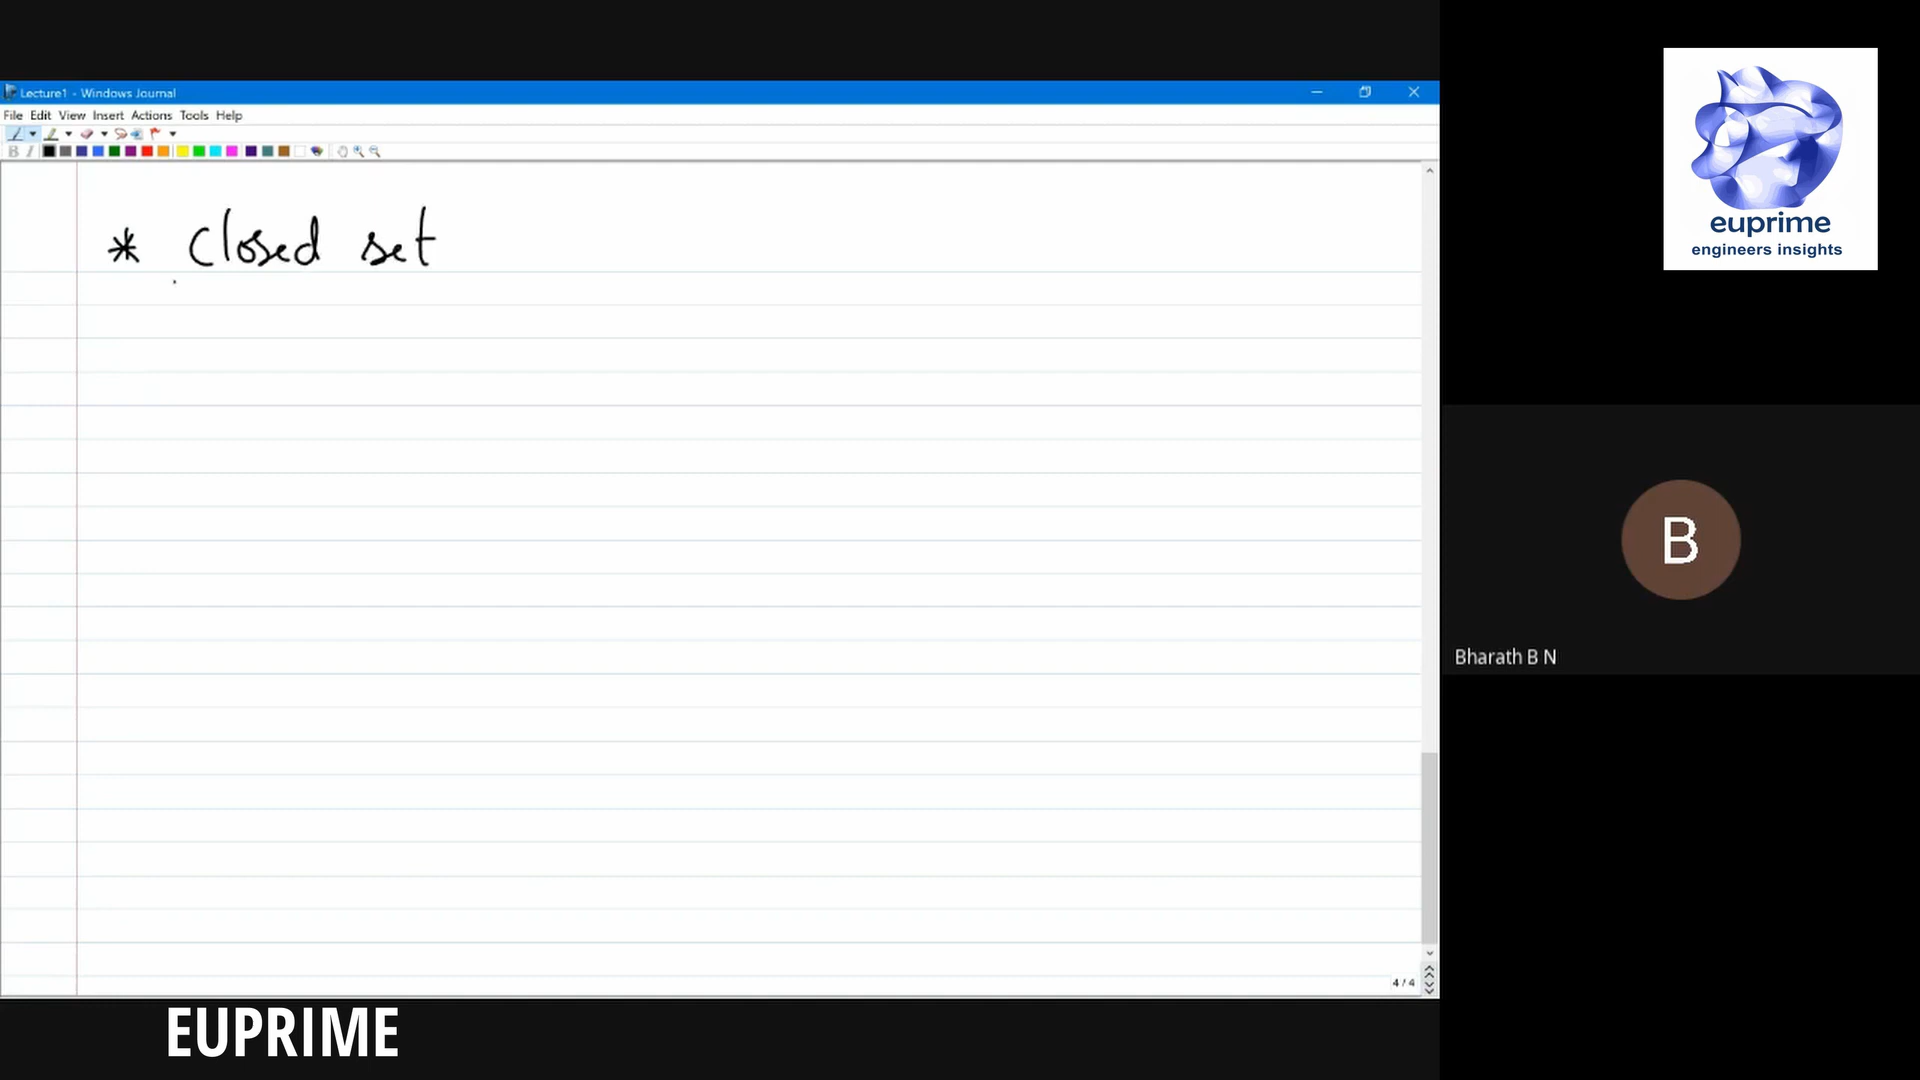 Lecture1 - Windows Journal
File Edit View Insert Actions Tools Help
B I
* Closed set
4 / 4
EUPRIME
euprime
engineers insights
B
Bharath B N